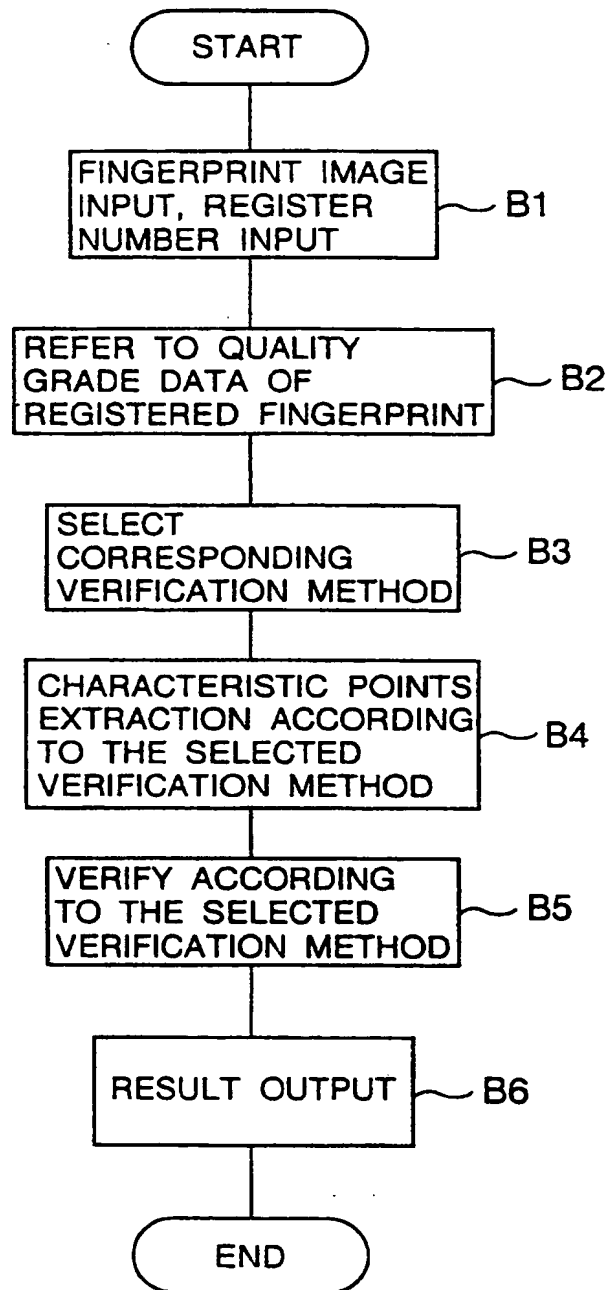 START
FINGERPRINT IMAGE
INPUT, REGISTER
NUMBER INPUT
B1
REFER TO QUALITY
GRADE DATA OF
REGISTERED FINGERPRINT
B2
SELECT
CORRESPONDING
VERIFICATION METHOD
B3
CHARACTERISTIC POINTS
EXTRACTION ACCORDING
TO THE SELECTED
VERIFICATION METHOD
B4
VERIFY ACCORDING
TO THE SELECTED
VERIFICATION METHOD
B5
RESULT OUTPUT
B6
END